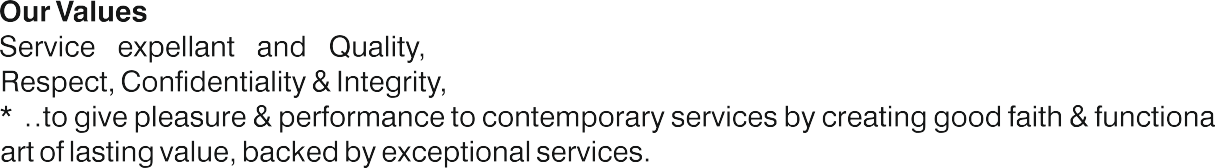 Our Values
Service expellant and Quality,
Respect, Confidentiality & Integrity,
* ..to give pleasure & performance to contemporary services by creating good faith & functiona
art of lasting value, backed by exceptional services.